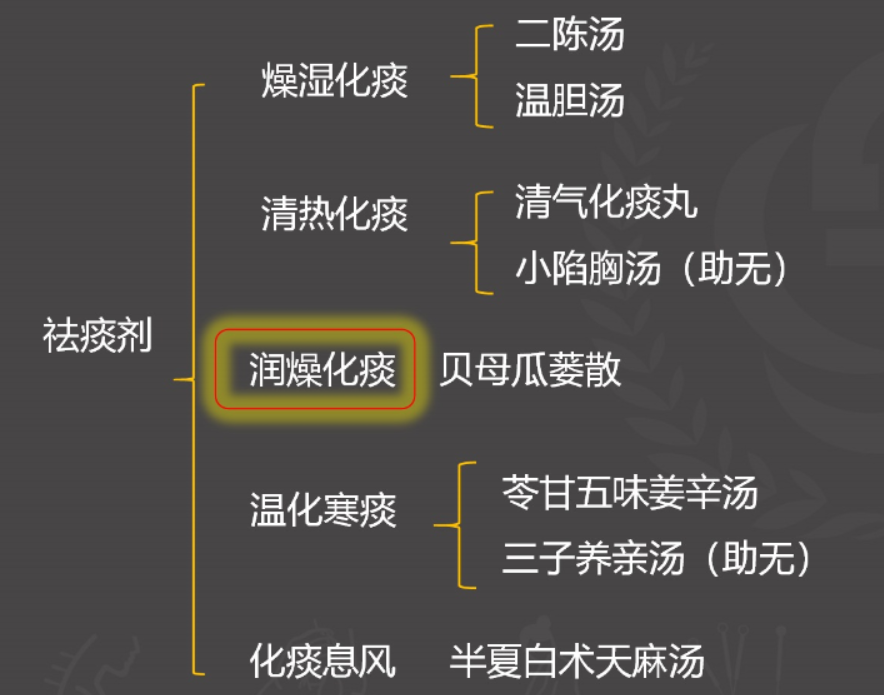 祛痰剂
燥湿化痰
二陈汤
温胆汤
清热化痰
清气化痰丸
小陷胸汤（助无）
润燥化痰
贝母瓜蒌散
温化寒痰
苓甘五味姜辛汤
三子养亲汤（助无）
化痰息风
半夏白术天麻汤